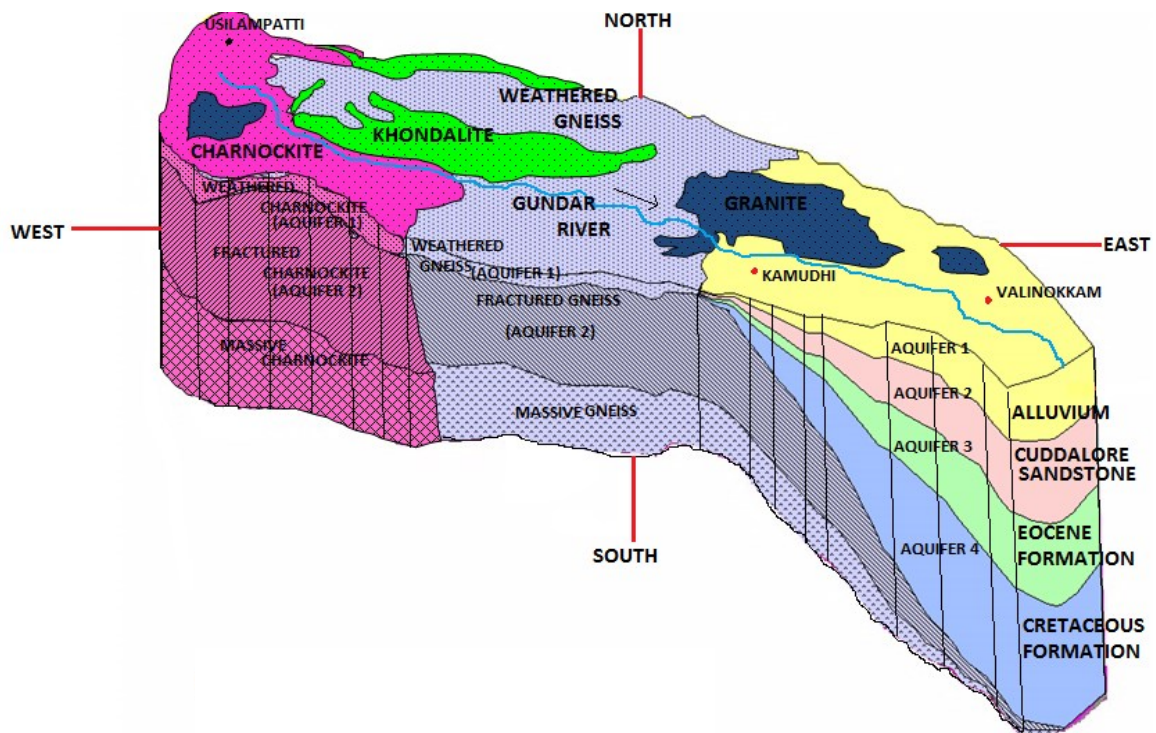 USILAMPATTI
NORTH
WEATHERED
GNEISS
KHONDALITE
CHARNOCKITE
WEATHERED
CHARNOCKITE
(AQUIFER 1)
GUNDAR
RIVER
GRANITE
WEST
EAST
FRACTURED
CHARNOCKITE
(AQUIFER 2)
WEATHERED
GNEISS
(AQUIFER 1)
KAMUDHI
VALINOKKAM
FRACTURED GNEISS
(AQUIFER 2)
MASSIVE
CHARNOCKITE
MASSIVE GNEISS
AQUIFER 1
AQUIFER 2
AQUIFER 3
AQUIFER 4
ALLUVIUM
CUDDALORE
SANDSTONE
EOCENE
FORMATION
CRETACEOUS
FORMATION
SOUTH